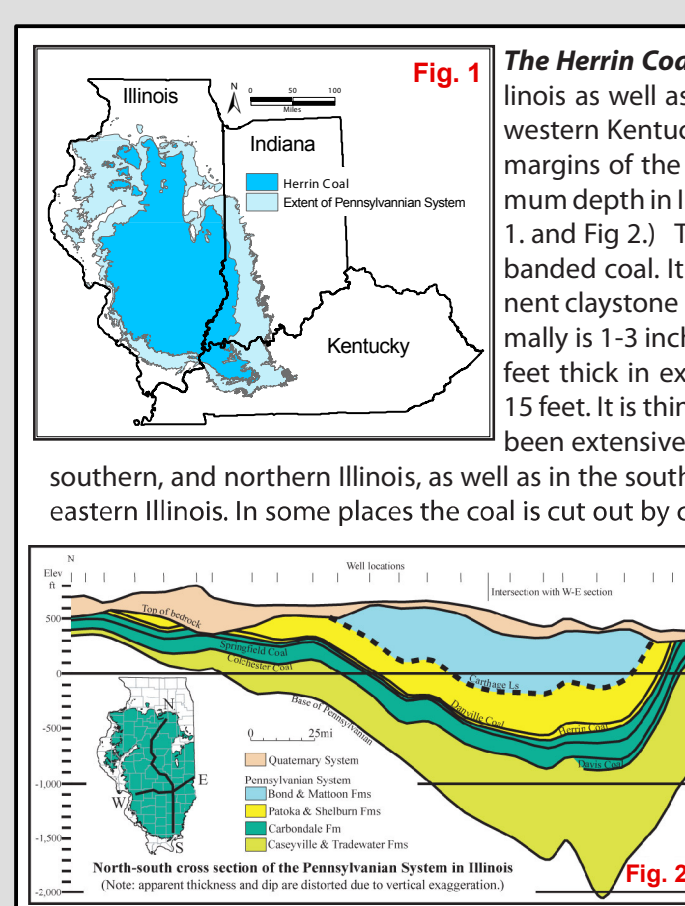 Fig. 1
Illinois
N
0 50 100
Miles
Indiana
Herrin Coal
Extent of Pennsylvannian System
Kentucky
The Herrin Coa
linois as well as
western Kentuc
margins of the
mum depth in I
1. and Fig 2.) T
banded coal. It
nent claystone
mally is 1-3 inch
feet thick in ex
15 feet. It is thin
been extensive
southern, and northern Illinois, as well as in the south
eastern Illinois. In some places the coal is cut out by c
N
Elev
ft
Well locations
Intersection with W-E section
500
0
-500
-1,000
-1,500
-2,000
Top of bedrock
Springfield Coal
Colchester Coal
Base of Pennsylvanian
Carthage Ls
Danville Coal
Herrin Coal
Davis Coal
N
E
W
S
0 25mi
Quaternary System
Pennsylvanian System
Bond & Mattoon Fms
Patoka & Shelburn Fms
Carbondale Fm
Caseyville & Tradewater Fms
North-south cross section of the Pennsylvanian System in Illinois
(Note: apparent thickness and dip are distorted due to vertical exaggeration.)
Fig. 2